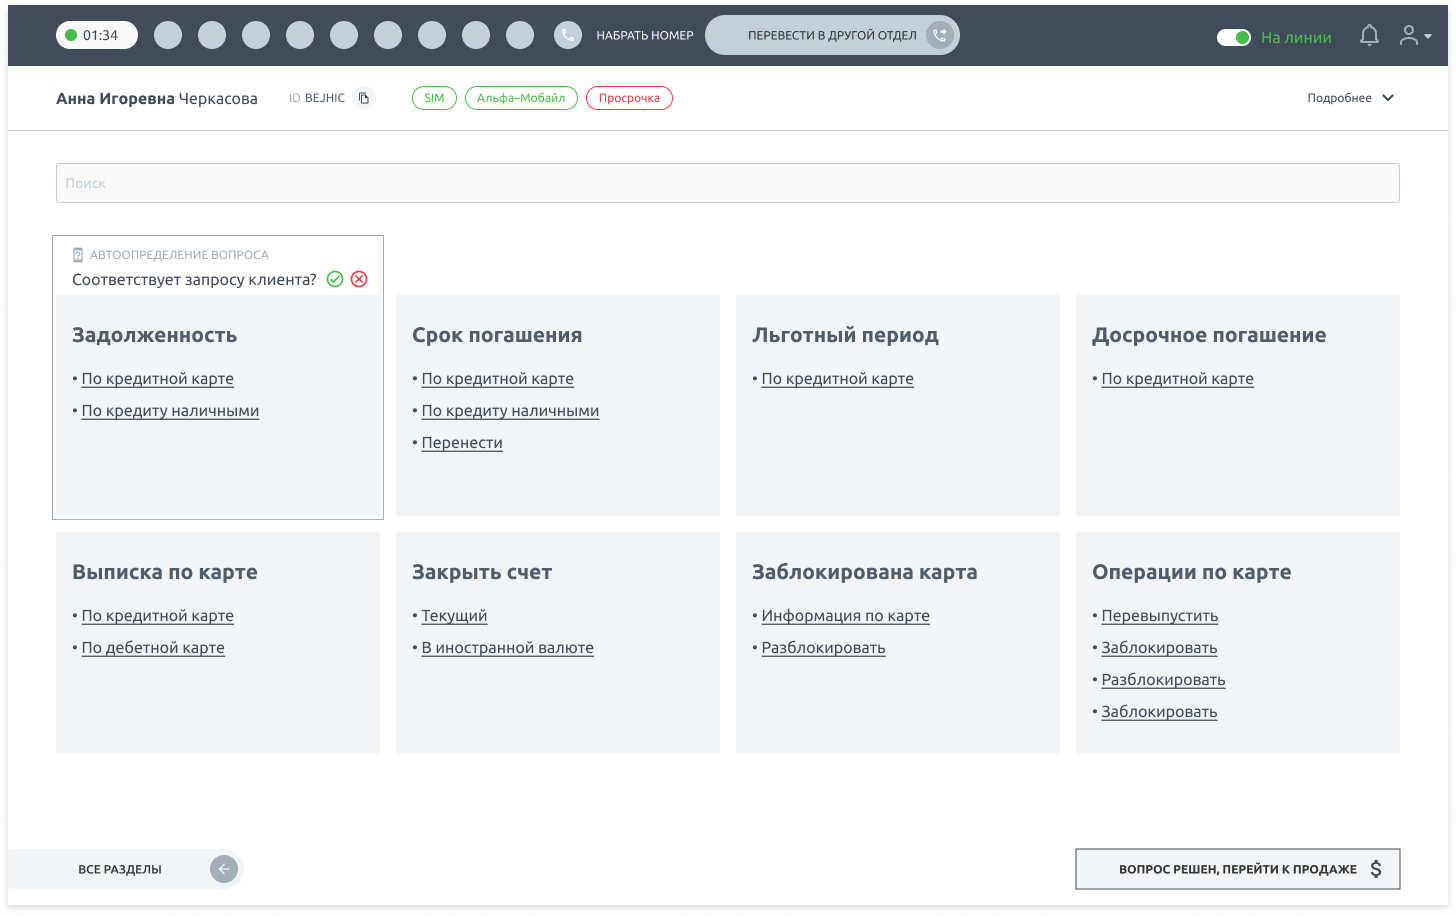 01:34
НАБРАТЬ НОМЕР
ПЕРЕВЕСТИ В ДРУГОЙ ОТДЕЛ
На линии
Анна Игоревна Черкасова
ID BEJHIC
SIM
Альфа–Мобайл
Просрочка
Подробнее
Поиск
АВТООПРЕДЕЛЕНИЕ ВОПРОСА
Соответствует запросу клиента?
Задолженность
• По кредитной карте
• По кредиту наличными
Срок погашения
• По кредитной карте
• По кредиту наличными
• Перенести
Льготный период
• По кредитной карте
Досрочное погашение
• По кредитной карте
Выписка по карте
• По кредитной карте
• По дебетной карте
Закрыть счет
• Текущий
• В иностранной валюте
Заблокирована карта
• Информация по карте
• Разблокировать
Операции по карте
• Перевыпустить
• Заблокировать
• Разблокировать
• Заблокировать
ВСЕ РАЗДЕЛЫ
ВОПРОС РЕШЕН, ПЕРЕЙТИ К ПРОДАЖЕ $